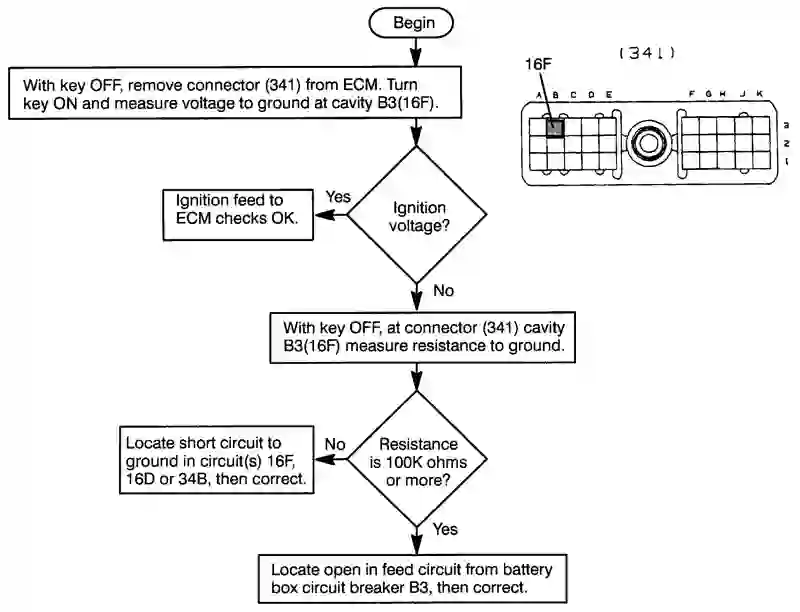 Begin
With key OFF, remove connector (341) from ECM. Turn
key ON and measure voltage to ground at cavity B3(16F).
16F
(341)
A B C D E
F G H J K
3
2
1
Ignition
voltage?
Yes
Ignition feed to
ECM checks OK.
No
With key OFF, at connector (341) cavity
B3(16F) measure resistance to ground.
Resistance
is 100K ohms
or more?
No
Locate short circuit to
ground in circuit(s) 16F,
16D or 34B, then correct.
Yes
Locate open in feed circuit from battery
box circuit breaker B3, then correct.